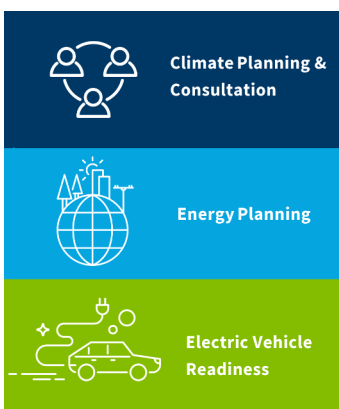 Climate Planning &
Consultation
Energy Planning
Electric Vehicle
Readiness